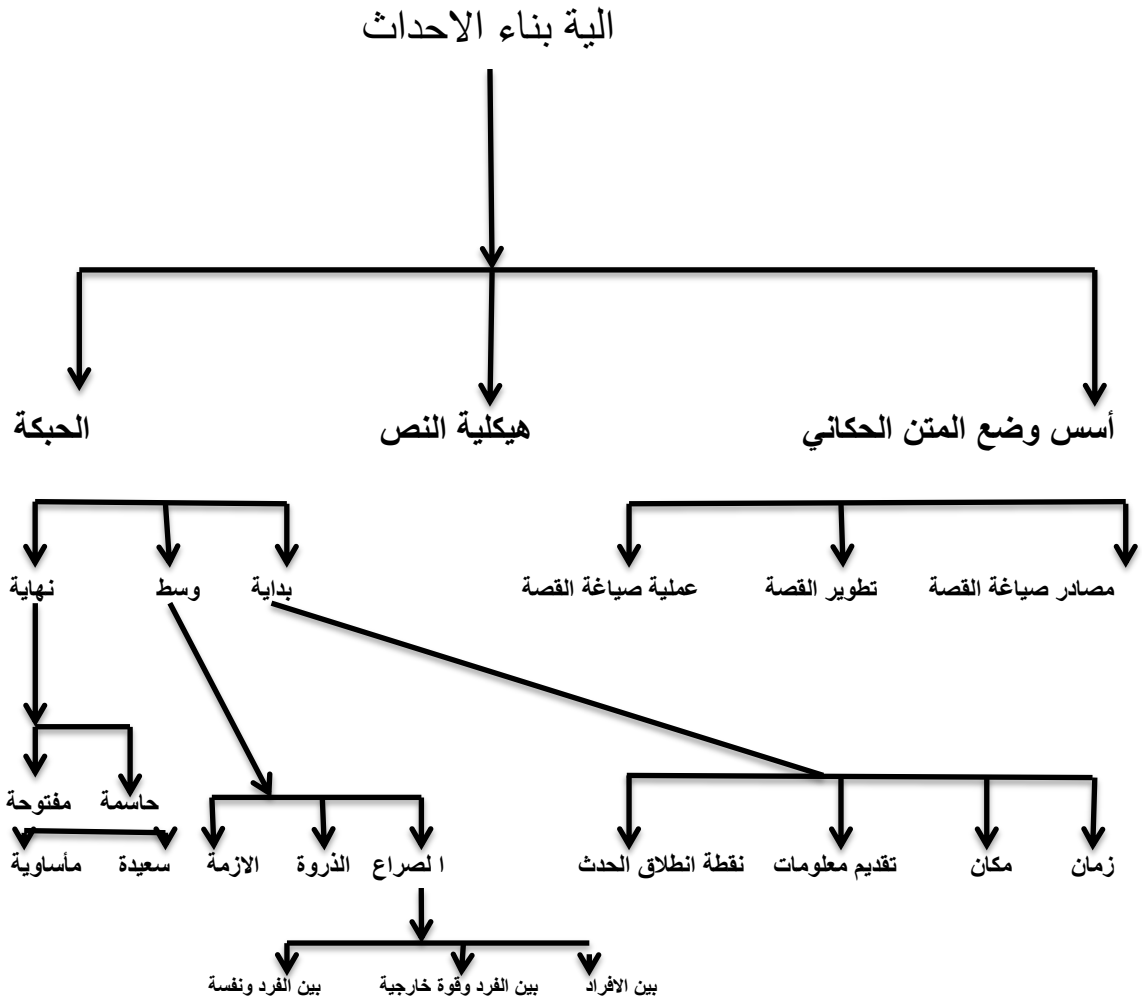 الية بناء الاحداث
أسس وضع المتن الحكاني
هيكلية النص
الحبكة
مصادر صياغة القصة
تطوير القصة
عملية صياغة القصة
بداية
وسط
نهاية
حاسمة
مفتوحة
سعيدة
مأساوية
زمان
مكان
تقديم معلومات
نقطة انطلاق الحدث
ا لصراع
الذروة
الازمة
بين الافراد
بين الفرد وقوة خارجية
بين الفرد ونفسة